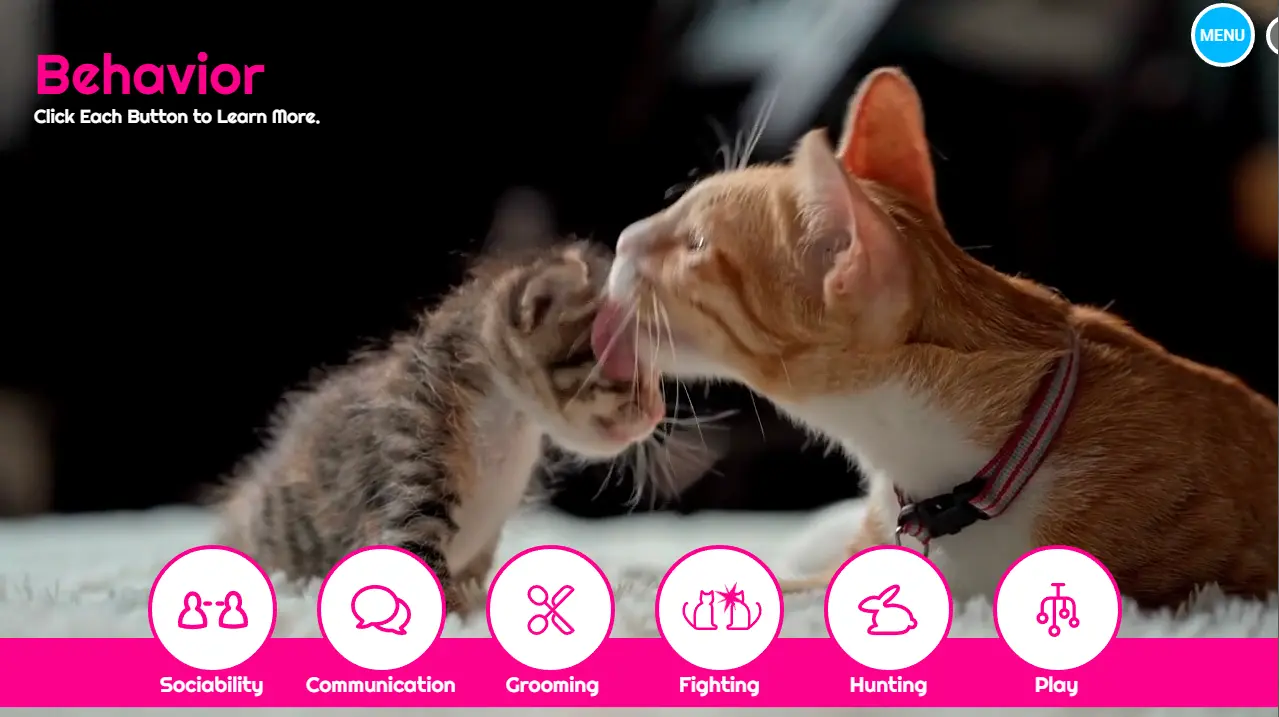 MENU
Behavior
Click Each Button to Learn More.
Sociability
Communication
Grooming
Fighting
Hunting
Play